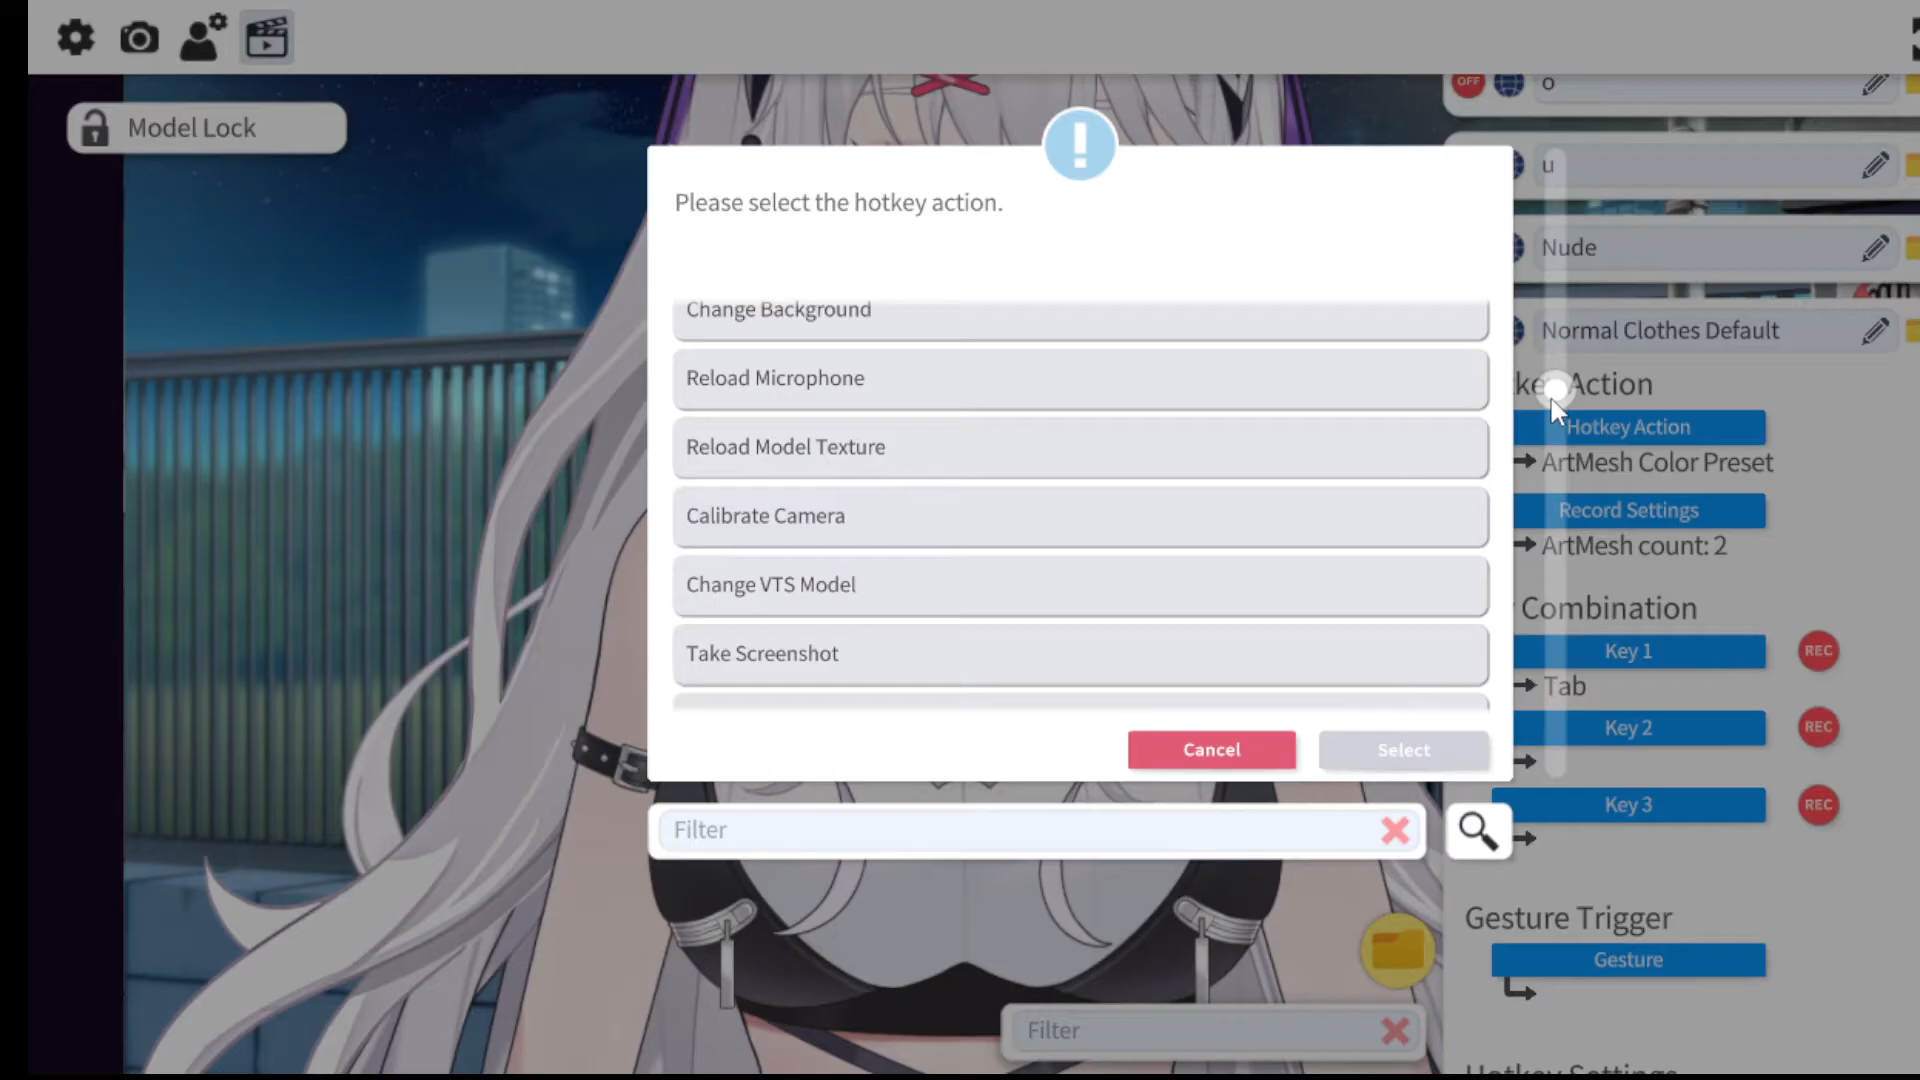 Model Lock
OFF
o
u
Nude
Normal Clothes Default
Please select the hotkey action.
Change Background
Reload Microphone
Reload Model Texture
Calibrate Camera
Change VTS Model
Take Screenshot
Cancel
Select
Filter
Filter
Action
Hotkey Action
ArtMesh Color Preset
Record Settings
ArtMesh count: 2
Combination
Key 1
REC
Tab
Key 2
REC
Key 3
REC
Gesture Trigger
Gesture
Hotkey Settings